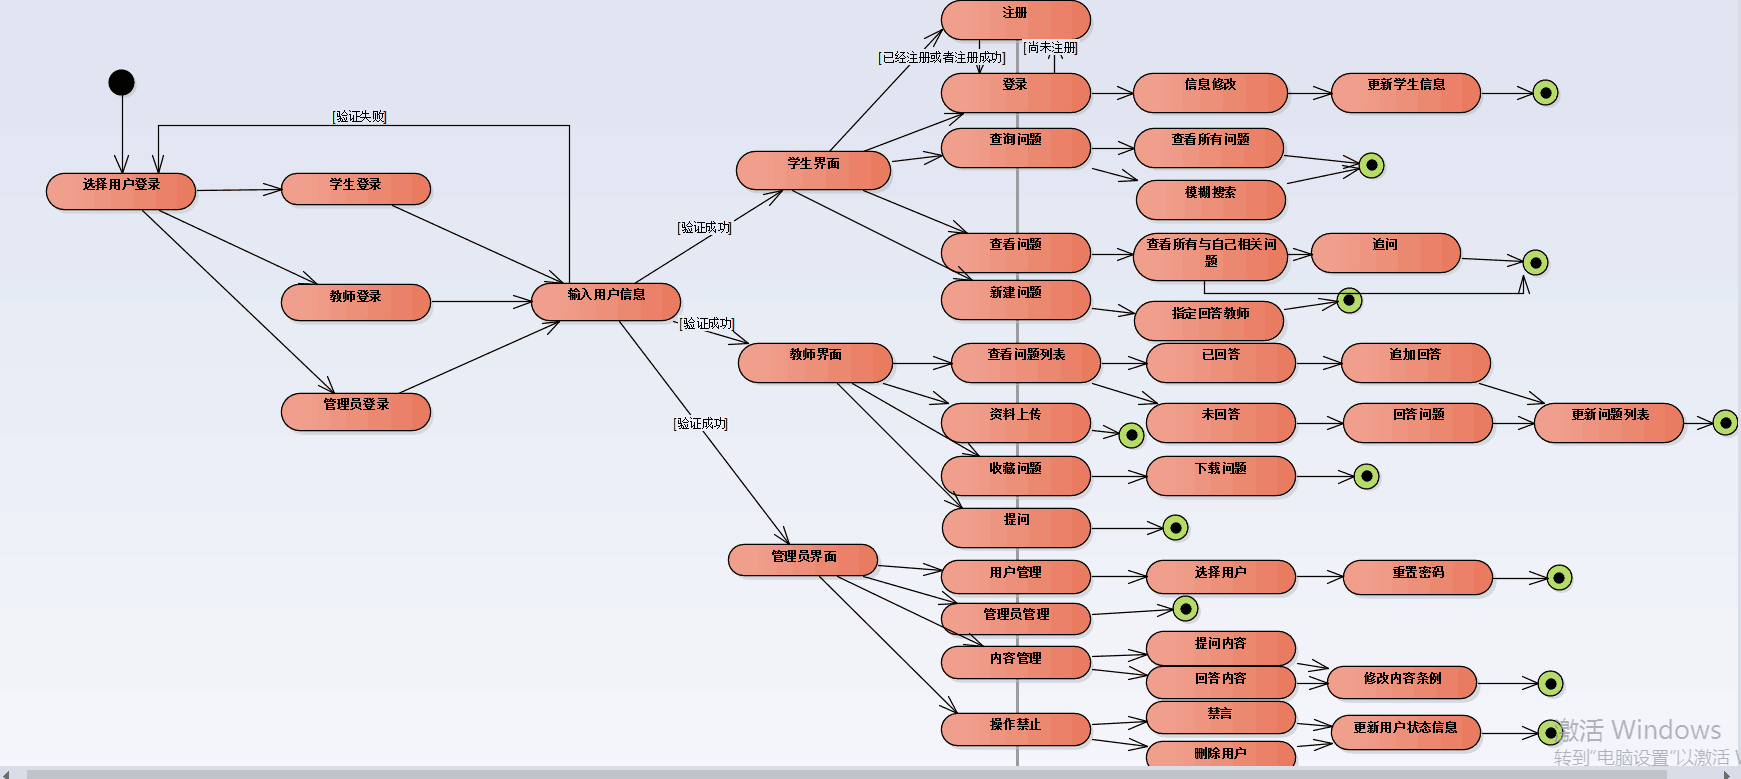 注册
[已经注册或者注册成功]
[尚未注册]
登录
信息修改
更新学生信息
[验证失败]
查询问题
查看所有问题
学生界面
选择用户登录
学生登录
模糊搜索
[验证成功]
查看问题
查看所有与自己相关问
题
追问
教师登录
输入用户信息
新建问题
指定回答教师
[验证成功]
教师界面
查看问题列表
已回答
追加回答
管理员登录
资料上传
未回答
回答问题
更新问题列表
[验证成功]
收藏问题
下载问题
提问
管理员界面
用户管理
选择用户
重置密码
管理员管理
提问内容
内容管理
回答内容
修改内容条例
禁言
操作禁止
更新用户状态信息
删除用户
激活 Windows
转到"电脑设置"以激活 W